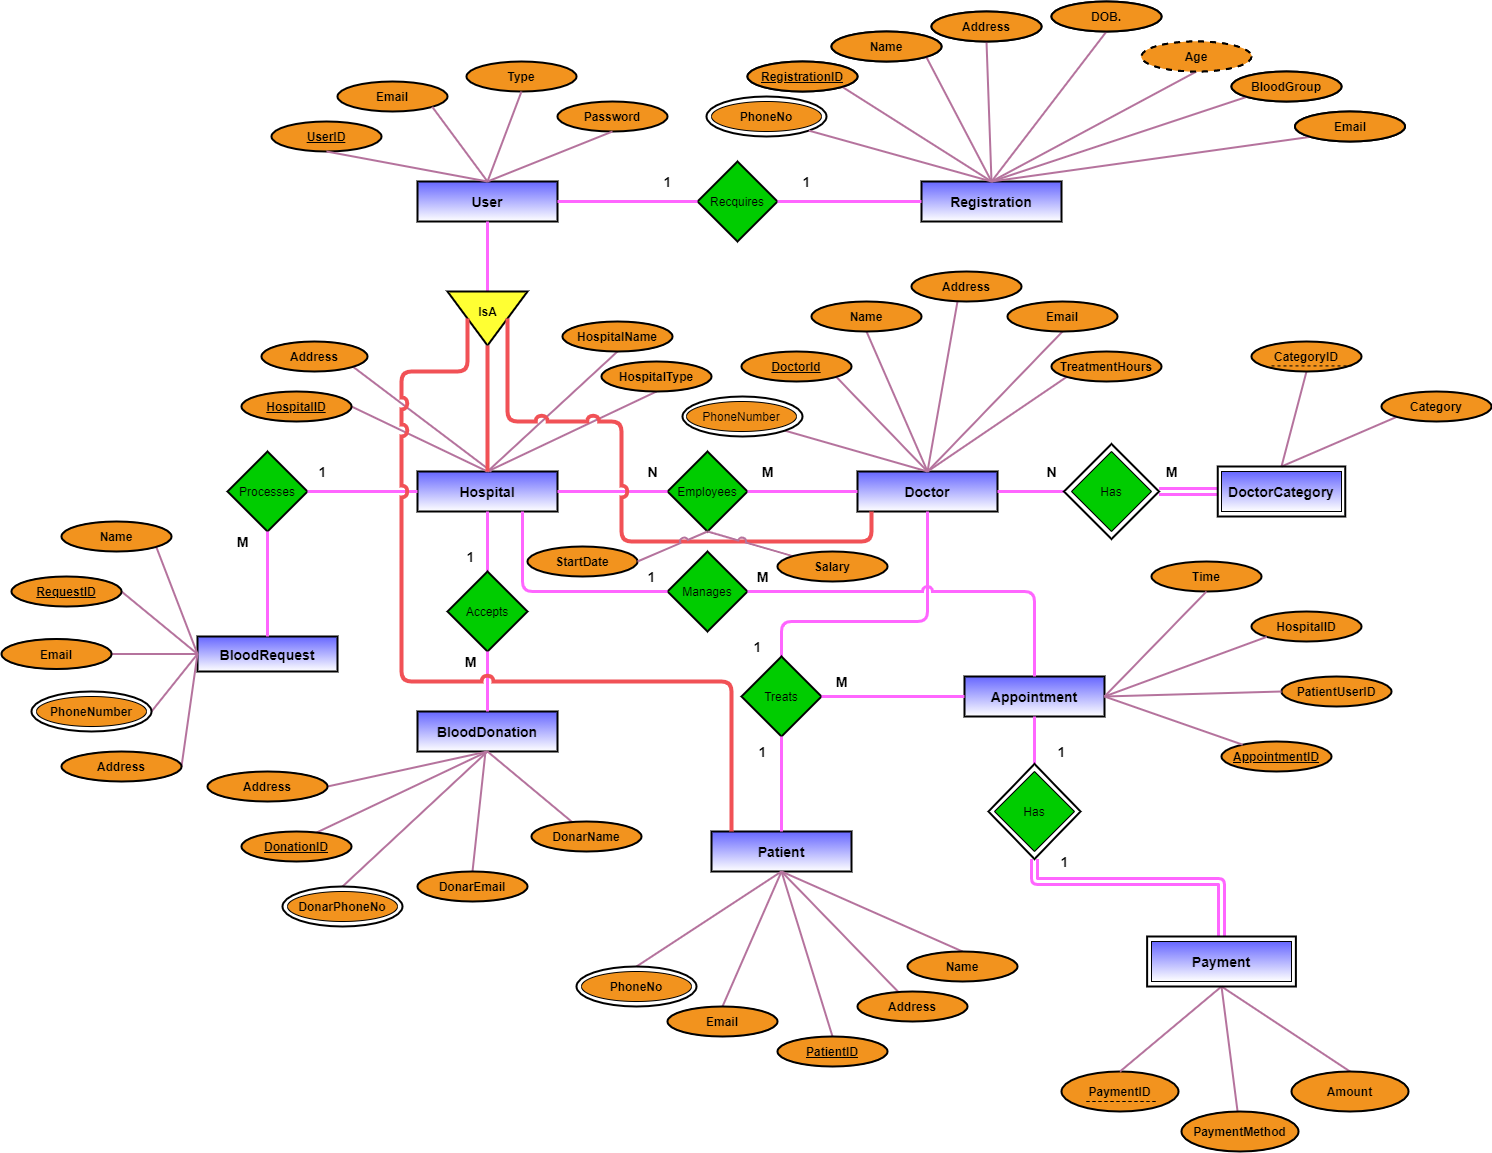 DOB.
Address
Name
Age
Type
RegistrationID
BloodGroup
Email
PhoneNo
Password
Email
UserID
1
1
User
Recquires
Registration
Address
IsA
Name
Email
HospitalName
Address
CategoryID
DoctorId
TreatmentHours
HospitalType
HospitalID
PhoneNumber
Category
1
N
M
N
M
Processes
Hospital
Employees
Doctor
Has
DoctorCategory
Name
M
1
StartDate
Salary
1
M
Time
RequestID
Manages
Accepts
HospitalID
Email
BloodRequest
1
M
M
PatientUserID
Treats
Appointment
PhoneNumber
BloodDonation
1
1
AppointmentID
Address
Address
Has
DonarName
DonationID
Patient
1
DonarEmail
DonarPhoneNo
Payment
Name
PhoneNo
Address
Email
PatientID
PaymentID
Amount
PaymentMethod